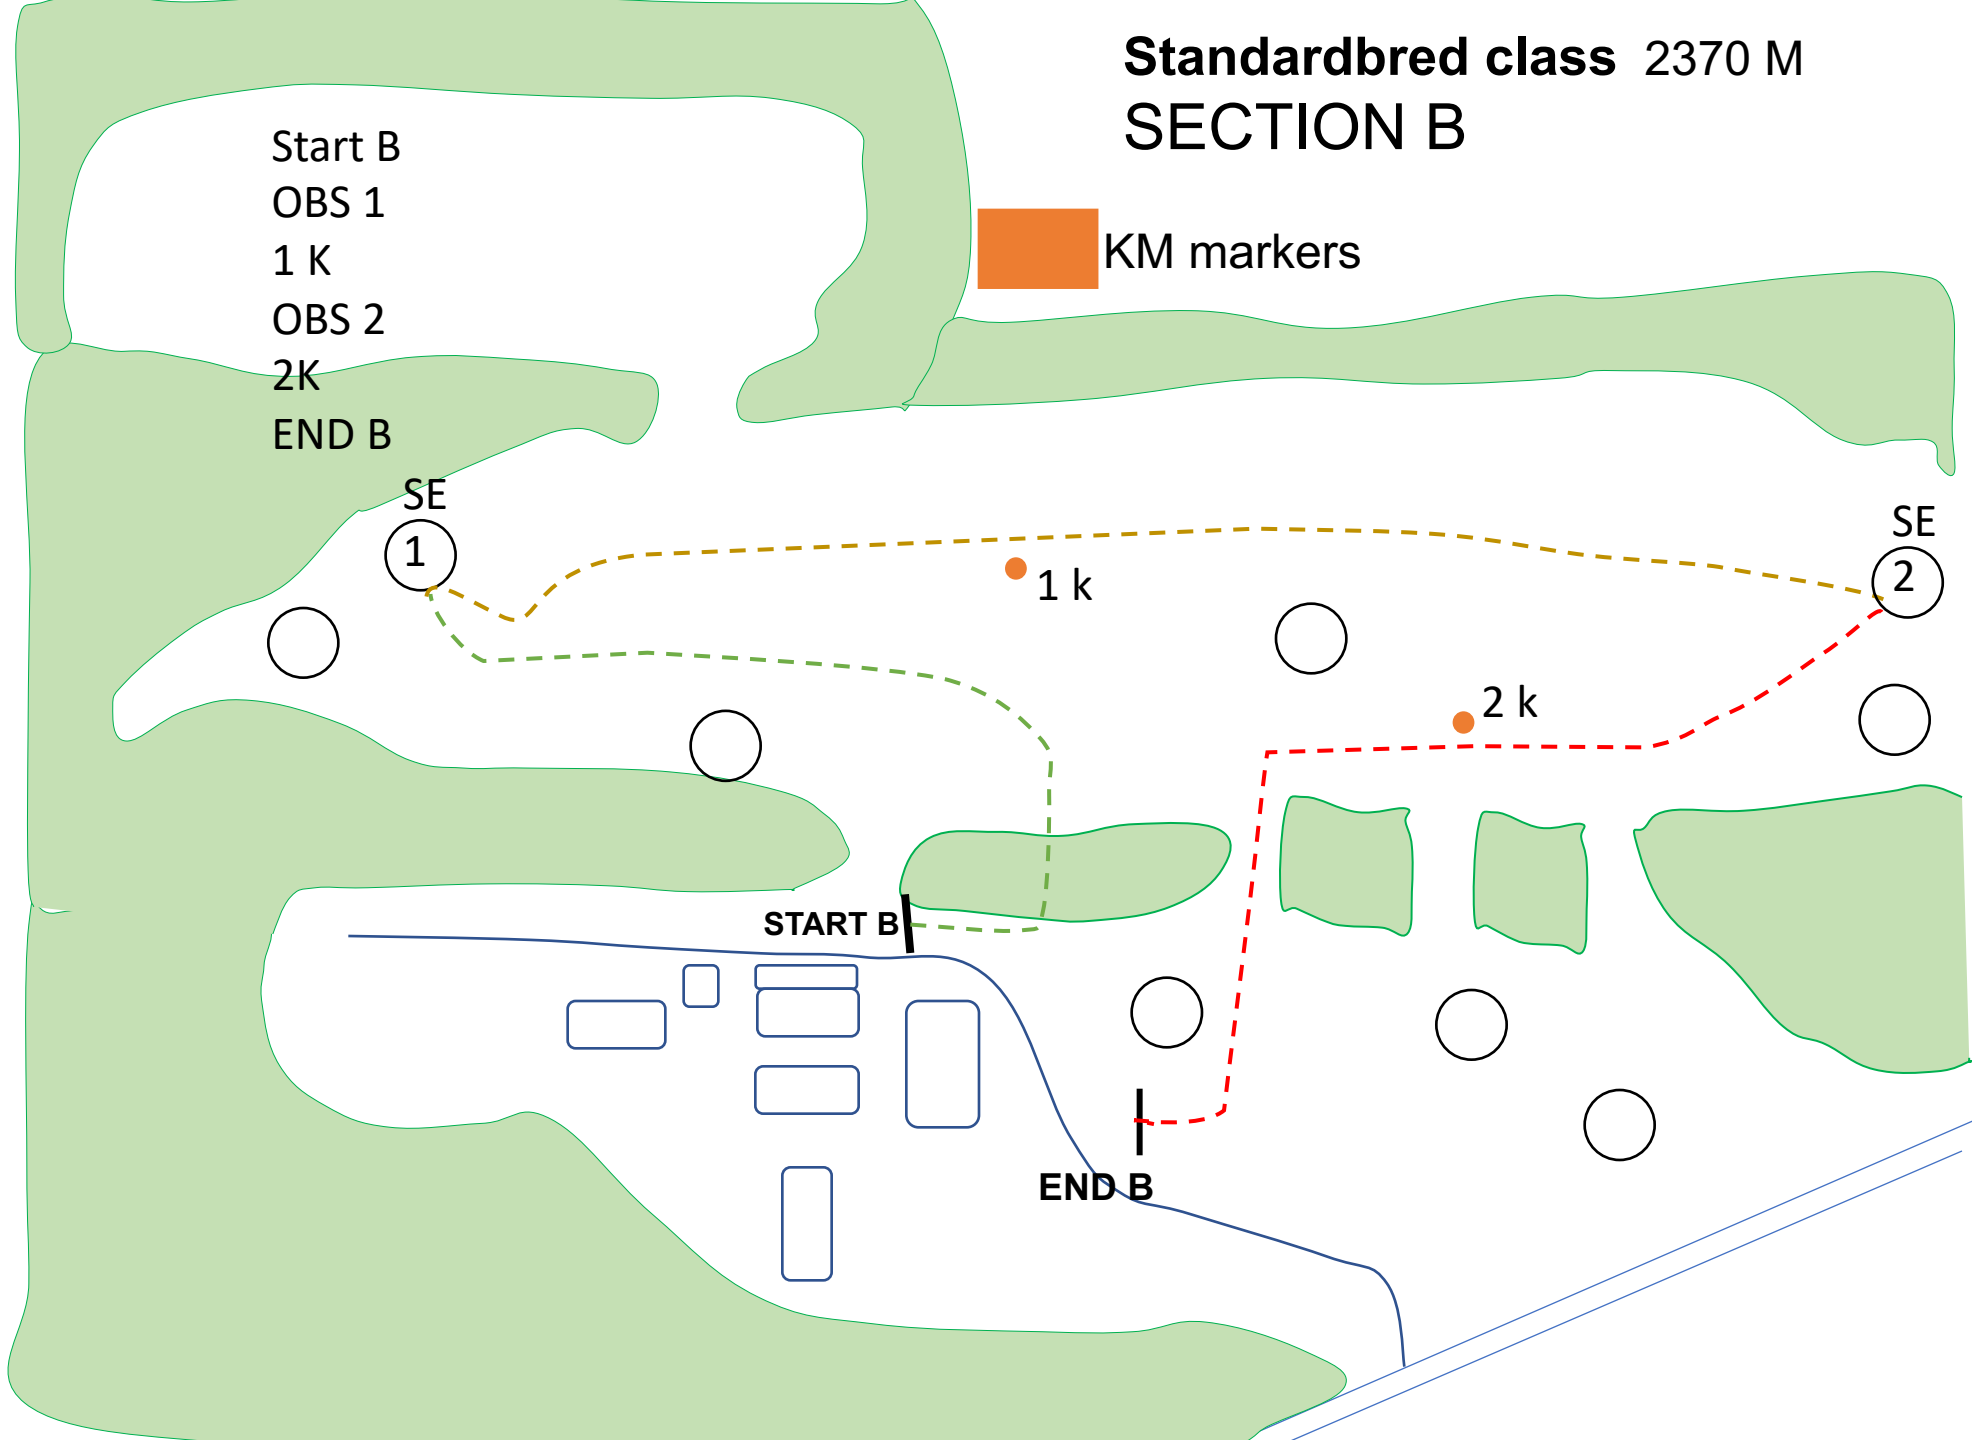 Standardbred class 2370 M
SECTION B
Start B
OBS 1
1 K
OBS 2
2K
END B
KM markers
SE
1
SE
2
1 k
2 k
START B
END B